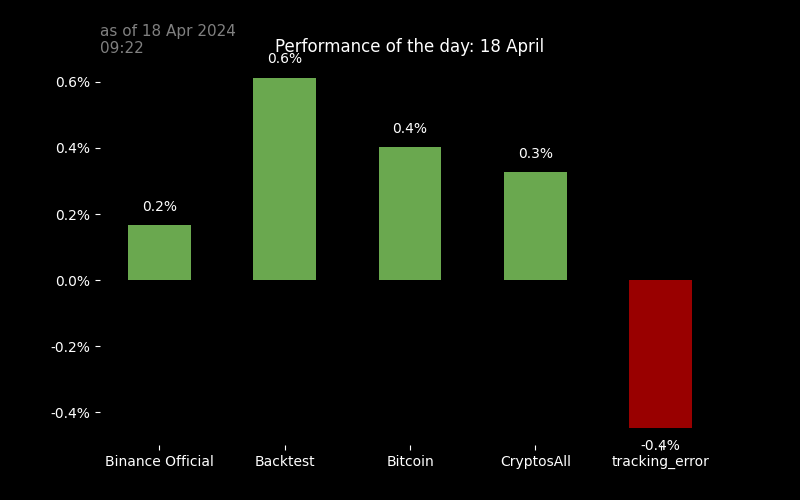 as of 18 Apr 2024
09:22
Performance of the day: 18 April
0.6%
0.4%
0.2%
0.0%
-0.2%
-0.4%
0.2%
0.6%
0.4%
0.3%
-0.4%
Binance Official
Backtest
Bitcoin
CryptosAll
tracking_error